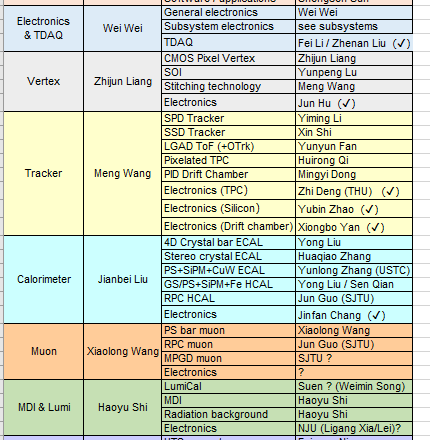 General electronics Wei Wei
Electronics & TDAQ Wei Wei Subsystem electronics see subsystems
TDAQ Fei Li / Zhenan Liu (✓)
CMOS Pixel Vertex Zhijun Liang
Vertex Zhijun Liang SOI Yunpeng Lu
Stitching technology Meng Wang
Electronics Jun Hu (✓)
SPD Tracker Yiming Li
SSD Tracker Xin Shi
LGAD ToF (+OTrk) Yunyun Fan
Pixelated TPC Huirong Qi
Tracker Meng Wang PID Drift Chamber Mingyi Dong
Electronics (TPC) Zhi Deng (THU) (✓)
Electronics (Silicon) Yubin Zhao (✓)
Electronics (Drift chamber) Xiongbo Yan (✓)
4D Crystal bar ECAL Yong Liu
Stereo crystal ECAL Huaqiao Zhang
Calorimeter Jianbei Liu PS+SiPM+CuW ECAL Yunlong Zhang (USTC)
GS/PS+SiPM+Fe HCAL Yong Liu / Sen Qian
RPC HCAL Jun Guo (SJTU)
Electronics Jinfan Chang (✓)
PS bar muon Xiaolong Wang
Muon Xiaolong Wang RPC muon Jun Guo (SJTU)
MPGD muon SJTU ?
Electronics ?
LumiCal Suen ? (Weimin Song)
MDI & Lumi Haoyu Shi MDI Haoyu Shi
Radiation background Haoyu Shi
Electronics NJU (Ligang Xia/Lei)?